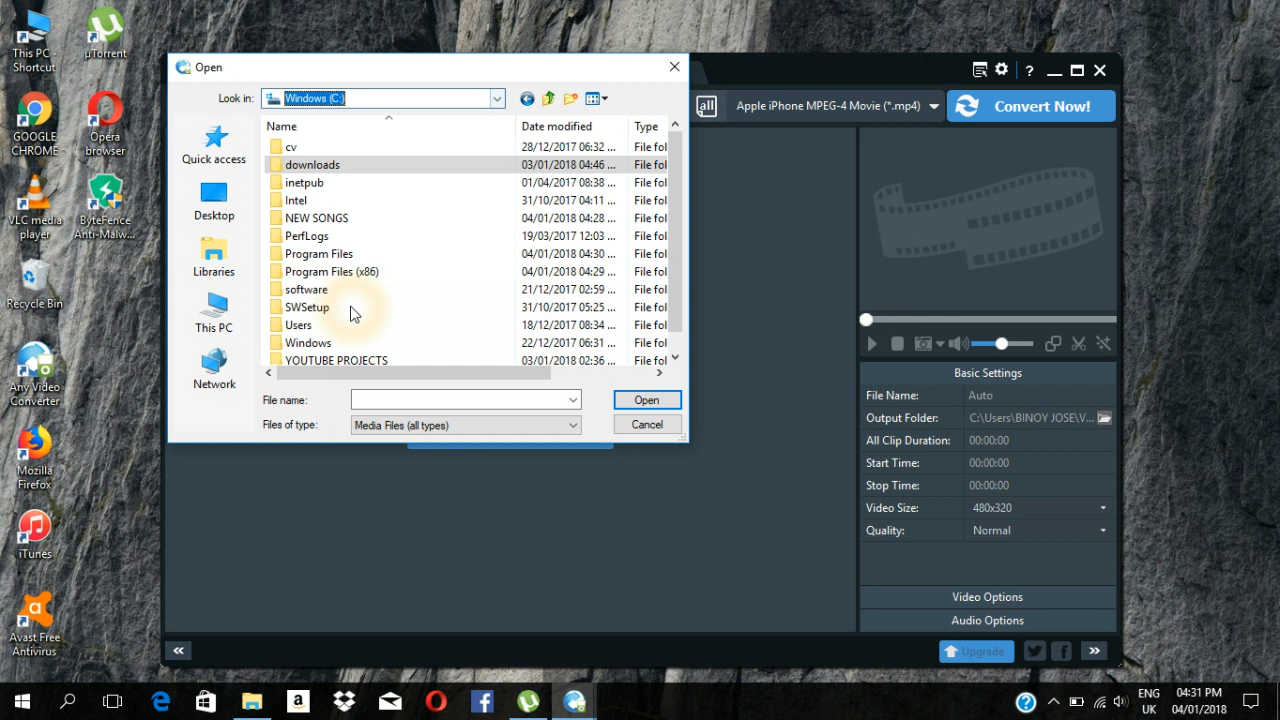 This PC -
Shortcut
µTorrent
GOOGLE
CHROME
Opera
browser
VLC media
player
ByteFence
Anti-Malw...
Recycle Bin
Any Video
Converter
Mozilla
Firefox
iTunes
Avast Free
Antivirus
Open
Look in:
Windows (C:)
Quick access
Desktop
Libraries
This PC
Network
Name
Date modified
Type
cv
28/12/2017 06:32 ...
File fol
downloads
03/01/2018 04:46 ...
File fol
inetpub
01/04/2017 08:38 ...
File fol
Intel
31/10/2017 04:11 ...
File fol
NEW SONGS
04/01/2018 04:28 ...
File fol
PerfLogs
19/03/2017 12:03 ...
File fol
Program Files
04/01/2018 04:30 ...
File fol
Program Files (x86)
04/01/2018 04:29 ...
File fol
software
21/12/2017 02:59 ...
File fol
SWSetup
31/10/2017 05:25 ...
File fol
Users
18/12/2017 08:34 ...
File fol
Windows
22/12/2017 06:31 ...
File fol
YOUTUBE PROJECTS
03/01/2018 02:36 ...
File fol
File name:
Open
Files of type:
Media Files (all types)
Cancel
?
all
Apple iPhone MPEG-4 Movie (*.mp4)
Convert Now!
Basic Settings
File Name:
Auto
Output Folder:
C:\Users\BINOY JOSE\V...
All Clip Duration:
00:00:00
Start Time:
00:00:00
Stop Time:
00:00:00
Video Size:
480x320
Quality:
Normal
Video Options
Audio Options
Upgrade
ENG
UK
04:31 PM
04/01/2018